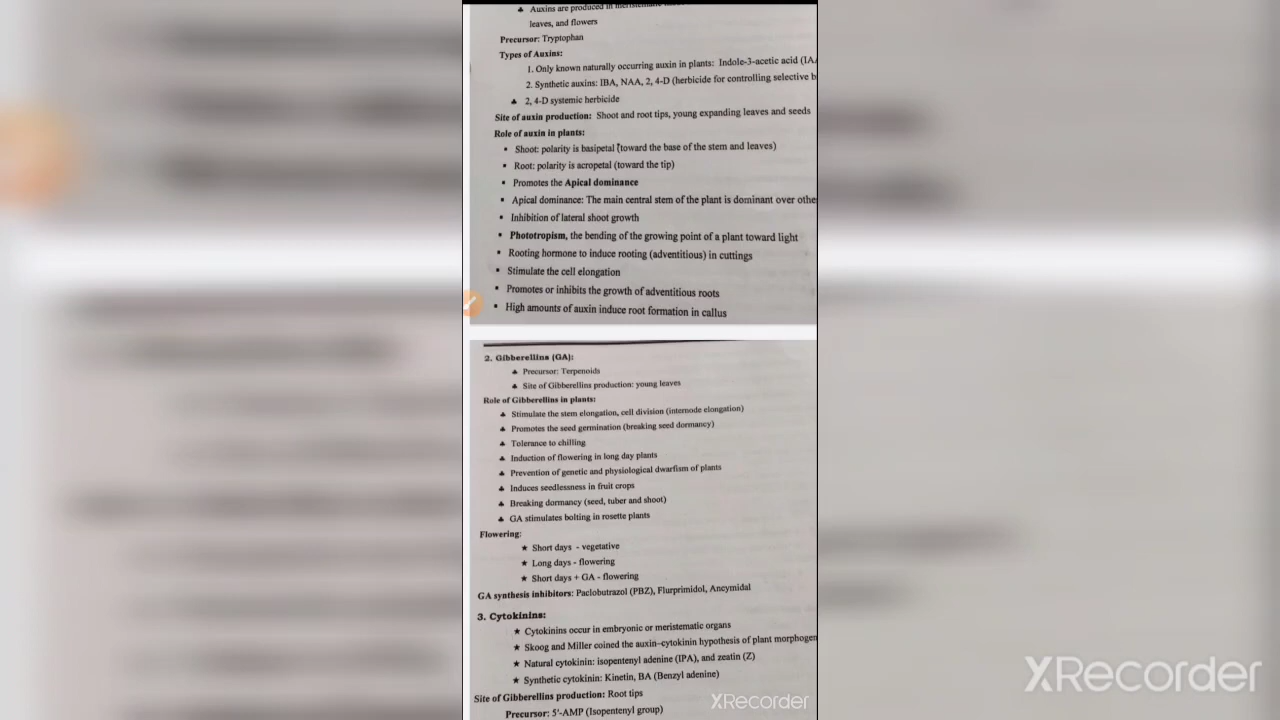 ♣ Auxins are produced in
leaves, and flowers
Precursor: Tryptophan
Types of Auxins:
1. Only known naturally occurring auxin in plants: Indole-3-acetic acid (IAA
2. Synthetic auxins: IBA, NAA, 2, 4-D (herbicide for controlling selective b
♣ 2, 4-D systemic herbicide
Site of auxin production: Shoot and root tips, young expanding leaves and seeds
Role of auxin in plants:
• Shoot: polarity is basipetal (toward the base of the stem and leaves)
• Root: polarity is acropetal (toward the tip)
• Promotes the Apical dominance
• Apical dominance: The main central stem of the plant is dominant over othe
• Inhibition of lateral shoot growth
• Phototropism, the bending of the growing point of a plant toward light
• Rooting hormone to induce rooting (adventitious) in cuttings
• Stimulate the cell elongation
• Promotes or inhibits the growth of adventitious roots
• High amounts of auxin induce root formation in callus
2. Gibberellins (GA):
♣ Precursor: Terpenoids
♣ Site of Gibberellins production: young leaves
Role of Gibberellins in plants:
♣ Stimulate the stem elongation, cell division (internode elongation)
♣ Promotes the seed germination (breaking seed dormancy)
♣ Tolerance to chilling
♣ Induction of flowering in long day plants
♣ Prevention of genetic and physiological dwarfism of plants
♣ Induces seedlessness in fruit crops
♣ Breaking dormancy (seed, tuber and shoot)
♣ GA stimulates bolting in rosette plants
Flowering:
★ Short days - vegetative
★ Long days - flowering
★ Short days + GA - flowering
GA synthesis inhibitors: Paclobutrazol (PBZ), Flurprimidol, Ancymidal
3. Cytokinins:
★ Cytokinins occur in embryonic or meristematic organs
★ Skoog and Miller coined the auxin–cytokinin hypothesis of plant morphogen
★ Natural cytokinin: isopentenyl adenine (IPA), and zeatin (Z)
★ Synthetic cytokinin: Kinetin, BA (Benzyl adenine)
Site of Gibberellins production: Root tips
Precursor: 5'-AMP (Isopentenyl group)
XRecorder
XRecorder